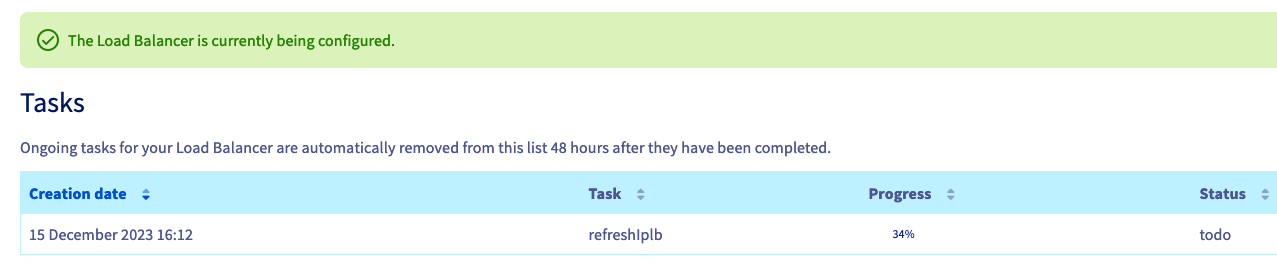 The Load Balancer is currently being configured.
Tasks
Ongoing tasks for your Load Balancer are automatically removed from this list 48 hours after they have been completed.
Creation date Task Progress Status
15 December 2023 16:12 refreshIplb 34% todo